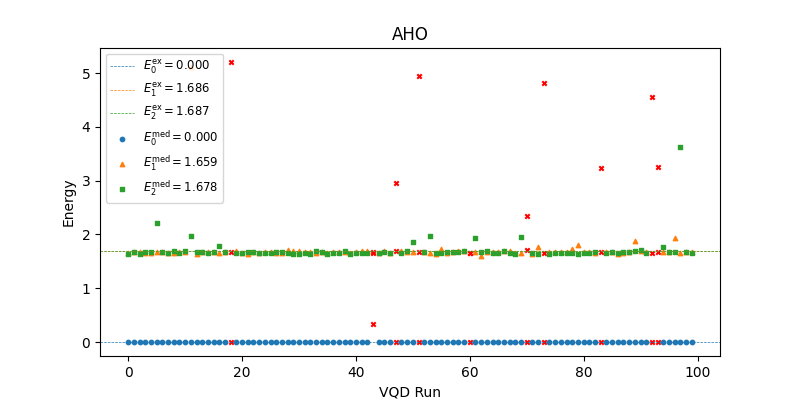 AHO
E_0^ex = 0.000
E_1^ex = 1.686
E_2^ex = 1.687
E_0^med = 0.000
E_1^med = 1.659
E_2^med = 1.678
Energy
5
4
3
2
1
0
0 20 40 60 80 100
VQD Run